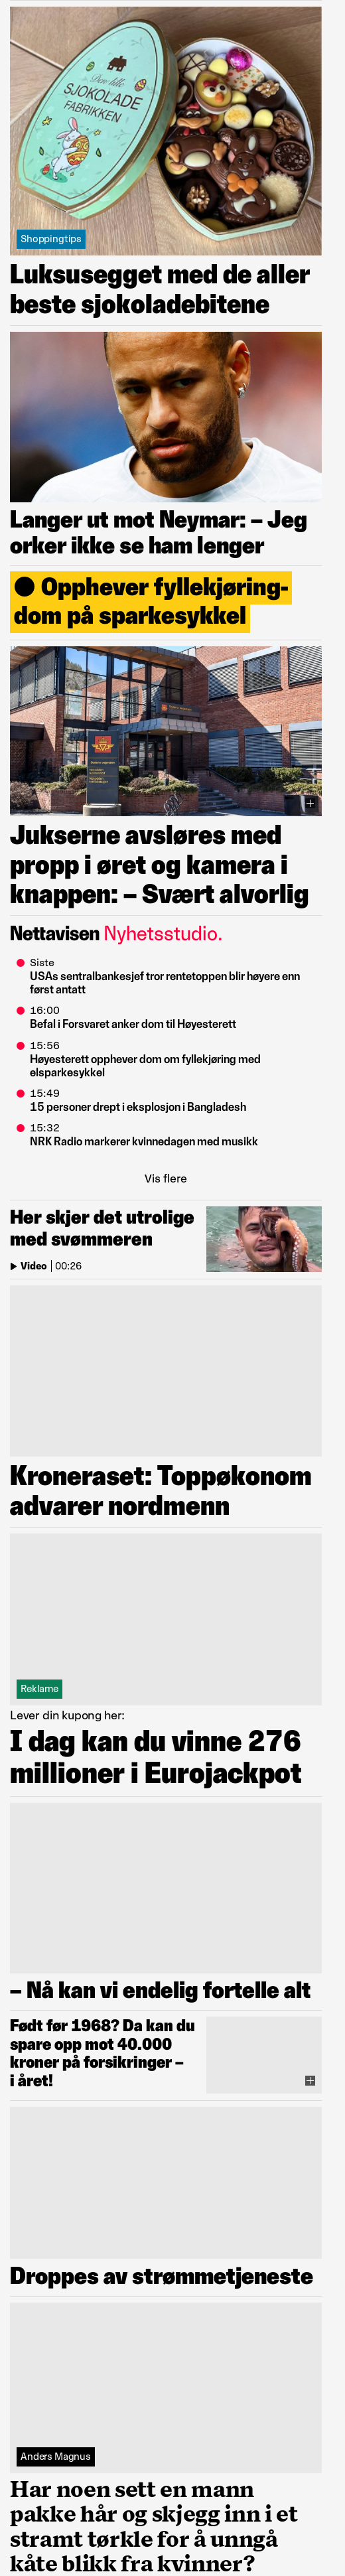 Den lille
SJOKOLADE
FABRIKKEN
Shoppingtips
Luksusegget med de aller
beste sjokoladebitene
Langer ut mot Neymar: – Jeg
orker ikke se ham lenger
Opphever fyllekjøring-
dom på sparkesykkel
Jukserne avsløres med
propp i øret og kamera i
knappen: – Svært alvorlig
Nettavisen Nyhetsstudio.
Siste
USAs sentralbankesjef tror rentetoppen blir høyere enn
først antatt
16:00
Befal i Forsvaret anker dom til Høyesterett
15:56
Høyesterett opphever dom om fyllekjøring med
elsparkesykkel
15:49
15 personer drept i eksplosjon i Bangladesh
15:32
NRK Radio markerer kvinnedagen med musikk
Vis flere
Her skjer det utrolige
med svømmeren
Video 00:26
Kroneraset: Toppøkonom
advarer nordmenn
Reklame
Lever din kupong her:
I dag kan du vinne 276
millioner i Eurojackpot
– Nå kan vi endelig fortelle alt
Født før 1968? Da kan du
spare opp mot 40.000
kroner på forsikringer –
i året!
Droppes av strømmetjeneste
Anders Magnus
Har noen sett en mann
pakke hår og skjegg inn i et
stramt tørkle for å unngå
kåte blikk fra kvinner?